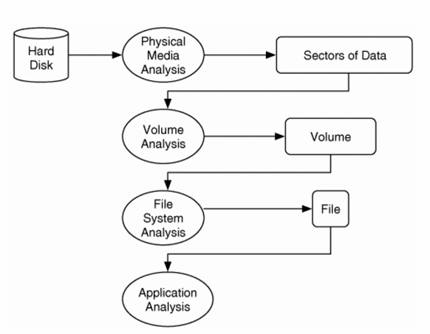 Hard
Disk
Physical
Media
Analysis
Sectors of Data
Volume
Analysis
Volume
File
System
Analysis
File
Application
Analysis